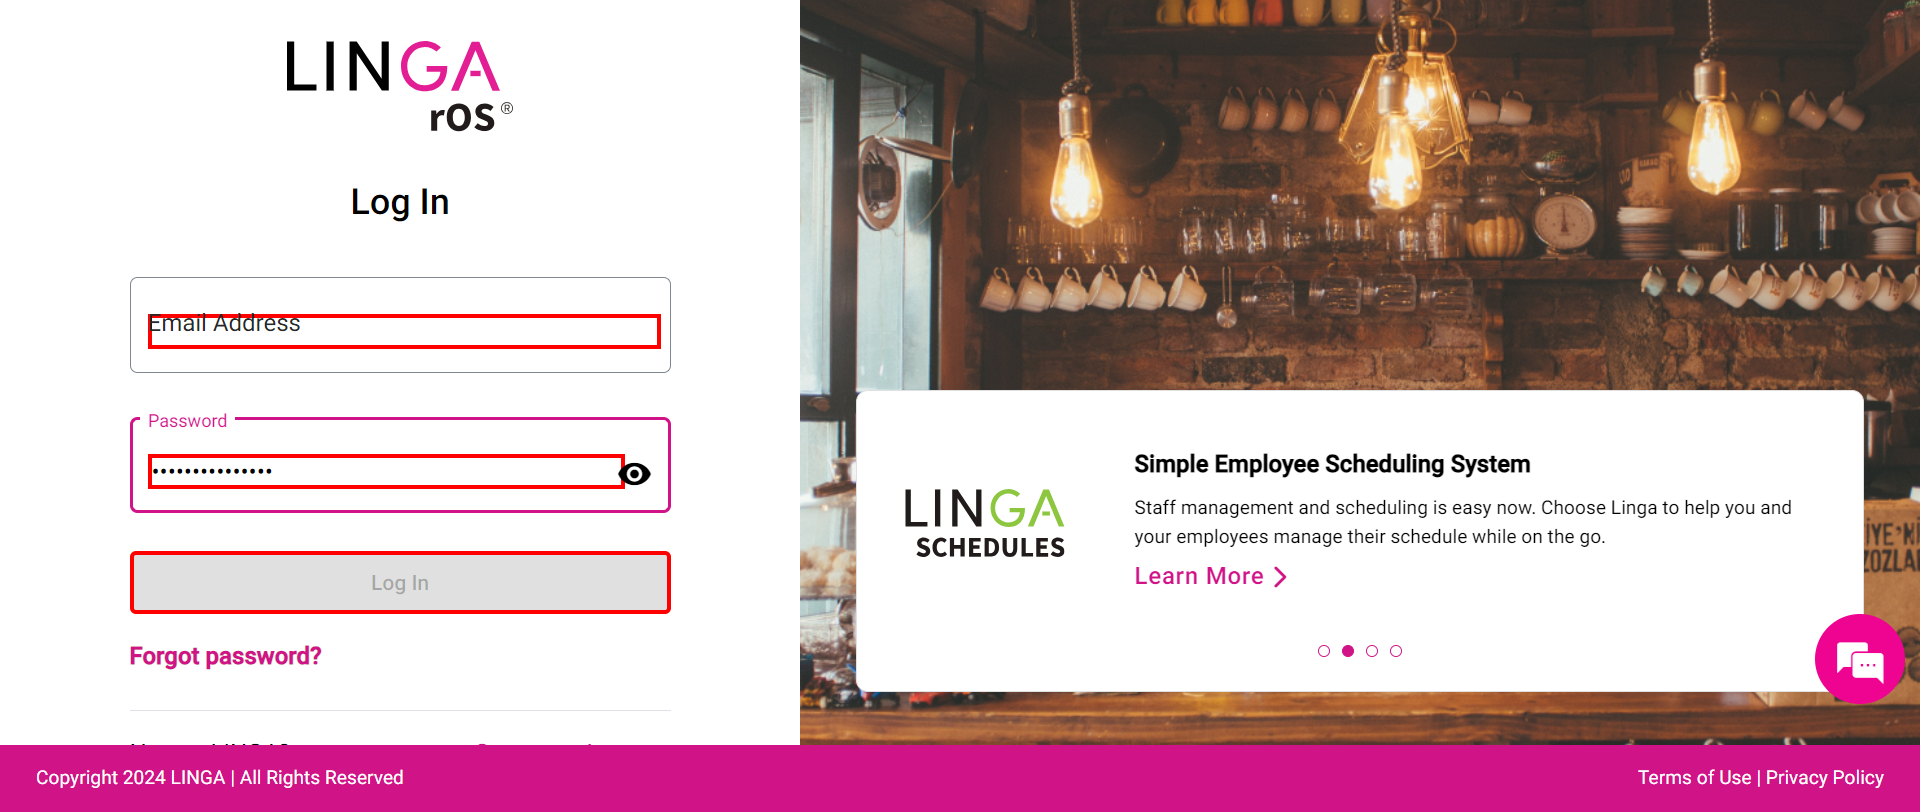 LINGA
rOS®
Log In
Email Address
Password
•••••••••••••••
Log In
Forgot password?
LINGA
SCHEDULES
Simple Employee Scheduling System
Staff management and scheduling is easy now. Choose Linga to help you and
your employees manage their schedule while on the go.
Learn More
Copyright 2024 LINGA | All Rights Reserved
Terms of Use | Privacy Policy